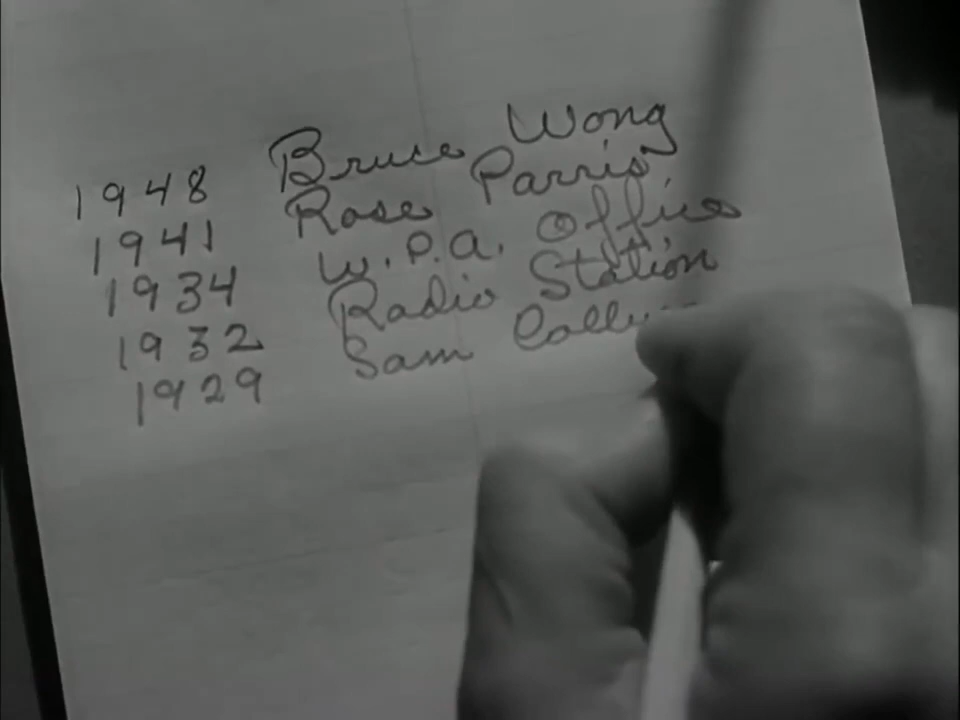 1948 Bruce Wong
1941 Rose Parris
1934 W.P.A. Office
1932 Radio Station
1929 Sam